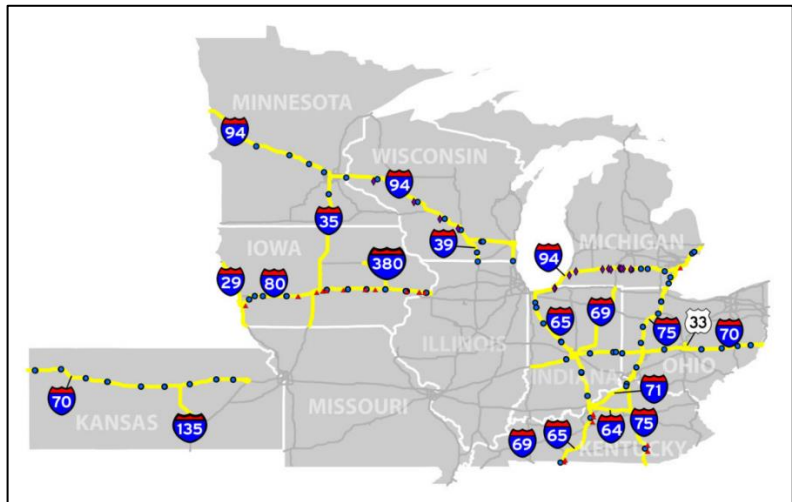 MINNESOTA
94
WISCONSIN
94
35
39
IOWA
380
29
80
MICHIGAN
94
65
69
75
33
70
ILLINOIS
INDIANA
OHIO
70
KANSAS
135
MISSOURI
71
69
65
64
75
KENTUCKY